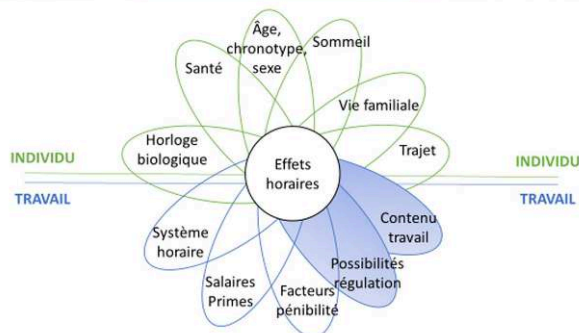 Âge,
chronotype,
sexe
Sommeil
Santé
Vie familiale
Horloge
biologique
Effets
horaires
Trajet
INDIVIDU
INDIVIDU
TRAVAIL
TRAVAIL
Système
horaire
Contenu
travail
Salaires
Primes
Facteurs
pénibilité
Possibilités
régulation